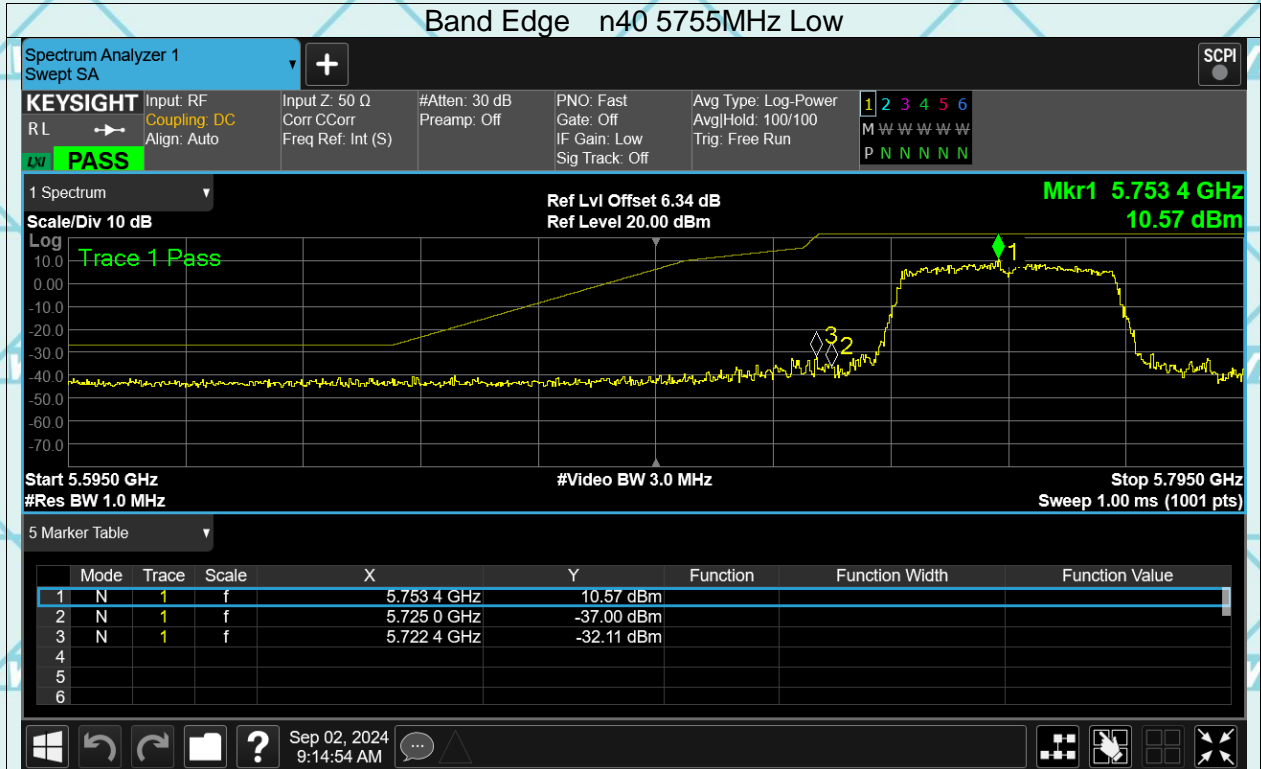 Band Edge n40 5755MHz Low
Spectrum Analyzer 1
Swept SA
SCPI
KEYSIGHT Input: RF Input Z: 50 Ω #Atten: 30 dB PNO: Fast Avg Type: Log-Power 1 2 3 4 5 6
R L Coupling: DC Corr CCorr Preamp: Off Gate: Off Avg|Hold: 100/100 M W W W W W
Align: Auto Freq Ref: Int (S) IF Gain: Low Trig: Free Run P N N N N N
LXI PASS Sig Track: Off
1 Spectrum Ref Lvl Offset 6.34 dB Mkr1 5.753 4 GHz
Scale/Div 10 dB Ref Level 20.00 dBm 10.57 dBm
Log
Trace 1 Pass
1
10.0
0.00
-10.0
-20.0
3
2
-30.0
-40.0
-50.0
-60.0
-70.0
Start 5.5950 GHz #Video BW 3.0 MHz Stop 5.7950 GHz
#Res BW 1.0 MHz Sweep 1.00 ms (1001 pts)
5 Marker Table
Mode Trace Scale X Y Function Function Width Function Value
1 N 1 f 5.753 4 GHz 10.57 dBm
2 N 1 f 5.725 0 GHz -37.00 dBm
3 N 1 f 5.722 4 GHz -32.11 dBm
4
5
6
? Sep 02, 2024
9:14:54 AM